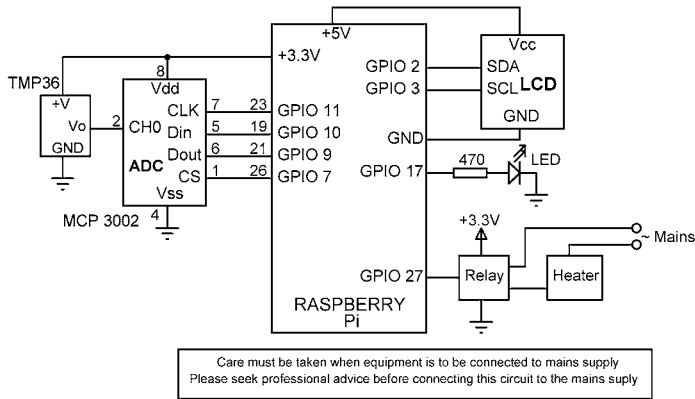 +5V
+3.3V
Vcc
GPIO 2
SDA
LCD
GPIO 3
SCL
GND
TMP36
+V
Vo
GND
2
8
Vdd
CH0
CLK
7
23
GPIO 11
Din
5
19
GPIO 10
ADC
Dout
6
21
GPIO 9
CS
1
26
GPIO 7
Vss
4
MCP 3002
GND
GPIO 17
470
LED
+3.3V
~ Mains
GPIO 27
Relay
Heater
RASPBERRY
Pi
Care must be taken when equipment is to be connected to mains supply
Please seek professional advice before connecting this circuit to the mains suply